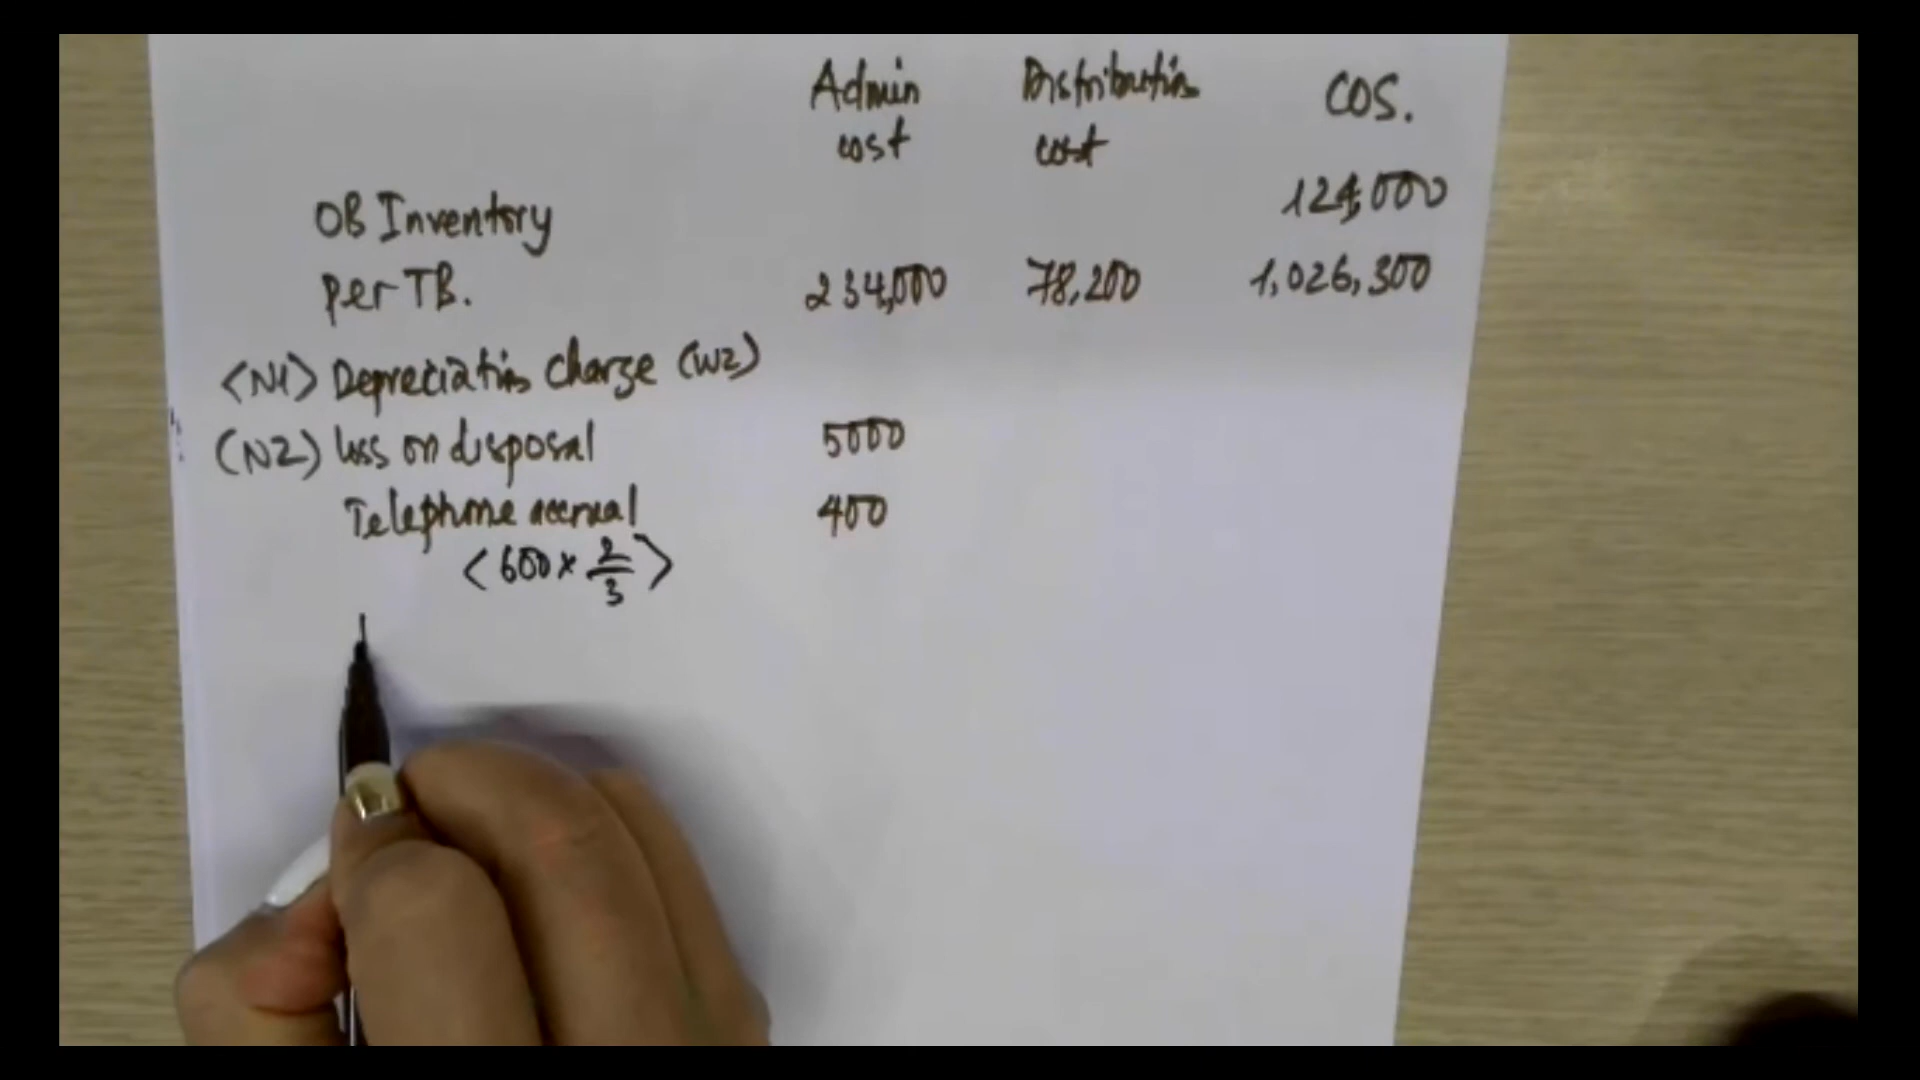 Admin Distribution COS.
cost cost
OB Inventory 124,000
per TB. 234,000 78,200 1,026,300
<N1> Depreciation charge (W2)
(N2) loss on disposal 5000
Telephone accrual 400
<600 × 2/3>